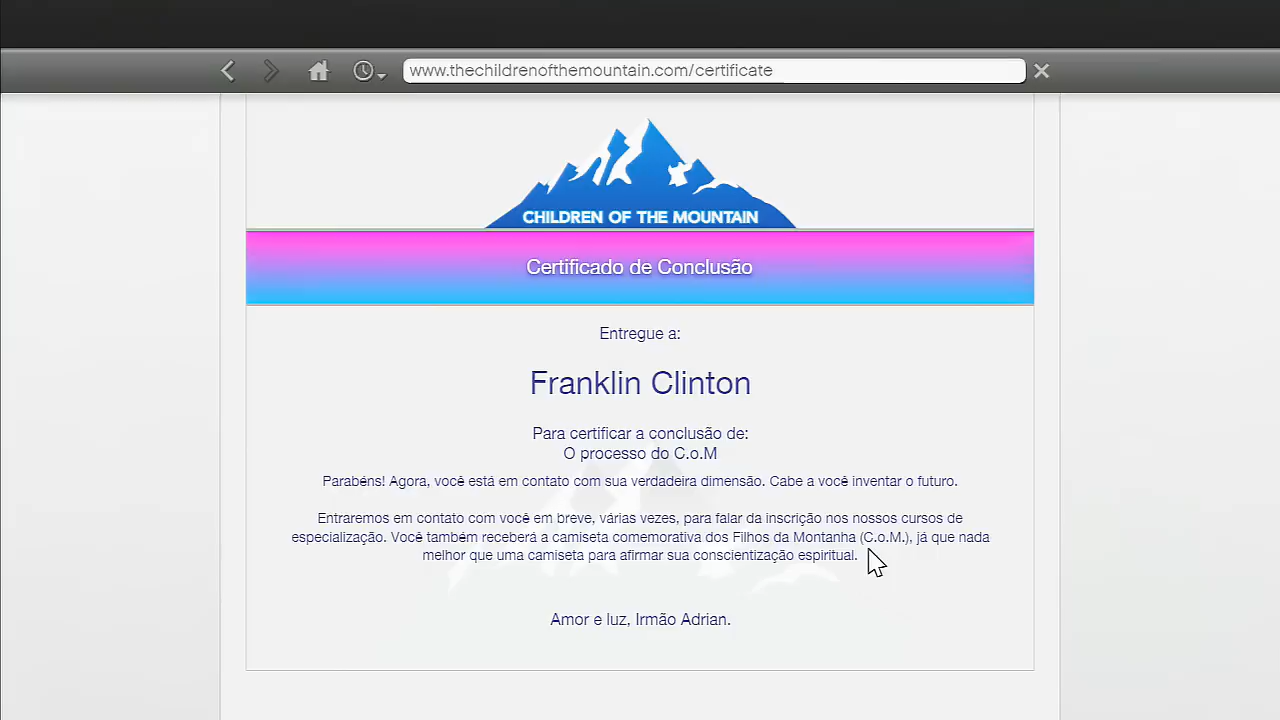 www.thechildrenofthemountain.com/certificate
CHILDREN OF THE MOUNTAIN
Certificado de Conclusão
Entregue a:
Franklin Clinton
Para certificar a conclusão de:
O processo do C.o.M
Parabéns! Agora, você está em contato com sua verdadeira dimensão. Cabe a você inventar o futuro.
Entraremos em contato com você em breve, várias vezes, para falar da inscrição nos nossos cursos de
especialização. Você também receberá a camiseta comemorativa dos Filhos da Montanha (C.o.M.), já que nada
melhor que uma camiseta para afirmar sua conscientização espiritual.
Amor e luz, Irmão Adrian.